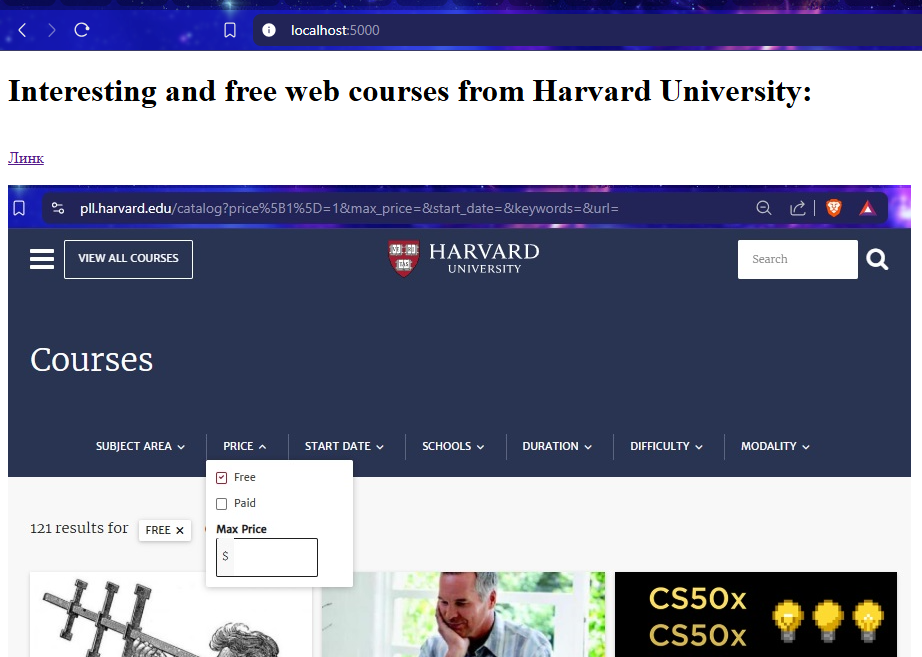 localhost:5000
Interesting and free web courses from Harvard University:
Линк
pll.harvard.edu/catalog?price%5B1%5D=1&max_price=&start_date=&keywords=&url=
VIEW ALL COURSES
HARVARD
UNIVERSITY
Search
Courses
SUBJECT AREA
PRICE
START DATE
SCHOOLS
DURATION
DIFFICULTY
MODALITY
Free
Paid
Max Price
$
121 results for
FREE ✕
CS50x
CS50x